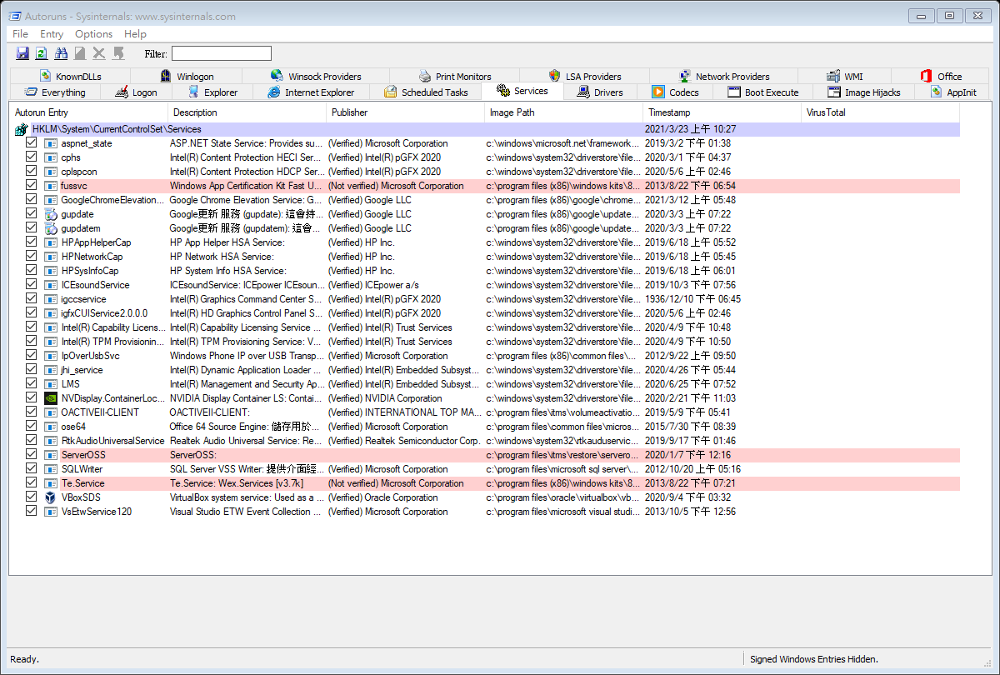 Autoruns - Sysinternals: www.sysinternals.com
File Entry Options Help
Filter:
KnownDLLs Winlogon Winsock Providers Print Monitors LSA Providers Network Providers WMI Office
Everything Logon Explorer Internet Explorer Scheduled Tasks Services Drivers Codecs Boot Execute Image Hijacks AppInit
Autorun Entry Description Publisher Image Path Timestamp VirusTotal
HKLM\System\CurrentControlSet\Services 2021/3/23 上午 10:27
aspnet_state ASP.NET State Service: Provides su... (Verified) Microsoft Corporation c:\windows\microsoft.net\framework... 2019/3/2 下午 01:38
cphs Intel(R) Content Protection HECI Ser... (Verified) Intel(R) pGFX 2020 c:\windows\system32\driverstore\file... 2020/3/1 下午 04:37
cplspcon Intel(R) Content Protection HDCP Ser... (Verified) Intel(R) pGFX 2020 c:\windows\system32\driverstore\file... 2020/5/6 上午 02:46
fussvc Windows App Certification Kit Fast U... (Not verified) Microsoft Corporation c:\program files (x86)\windows kits\8... 2013/8/22 下午 06:54
GoogleChromeElevation... Google Chrome Elevation Service: G... (Verified) Google LLC c:\program files (x86)\google\chrome... 2021/3/12 上午 05:48
gupdate Google更新 服務 (gupdate): 這會持... (Verified) Google LLC c:\program files (x86)\google\update... 2020/3/3 上午 07:22
gupdatem Google更新 服務 (gupdatem): 這會... (Verified) Google LLC c:\program files (x86)\google\update... 2020/3/3 上午 07:22
HPAppHelperCap HP App Helper HSA Service: (Verified) HP Inc. c:\windows\system32\driverstore\file... 2019/6/18 上午 05:52
HPNetworkCap HP Network HSA Service: (Verified) HP Inc. c:\windows\system32\driverstore\file... 2019/6/18 上午 05:45
HPSysInfoCap HP System Info HSA Service: (Verified) HP Inc. c:\windows\system32\driverstore\file... 2019/6/18 上午 06:01
ICEsoundService ICEsoundService: ICEpower ICEsoun... (Verified) ICEpower a/s c:\windows\system32\driverstore\file... 2019/10/3 下午 07:56
igccservice Intel(R) Graphics Command Center S... (Verified) Intel(R) pGFX 2020 c:\windows\system32\driverstore\file... 1936/12/10 下午 06:45
igfxCUIService2.0.0.0 Intel(R) HD Graphics Control Panel S... (Verified) Intel(R) pGFX 2020 c:\windows\system32\driverstore\file... 2020/5/6 上午 02:46
Intel(R) Capability Licens... Intel(R) Capability Licensing Service ... (Verified) Intel(R) Trust Services c:\windows\system32\driverstore\file... 2020/4/9 上午 10:48
Intel(R) TPM Provisionin... Intel(R) TPM Provisioning Service: V... (Verified) Intel(R) Trust Services c:\windows\system32\driverstore\file... 2020/4/9 上午 10:50
IpOverUsbSvc Windows Phone IP over USB Transp... (Verified) Microsoft Corporation c:\program files (x86)\common files\... 2012/9/22 上午 09:50
jhi_service Intel(R) Dynamic Application Loader ... (Verified) Intel(R) Embedded Subsyst... c:\windows\system32\driverstore\file... 2020/4/26 下午 05:44
LMS Intel(R) Management and Security Ap... (Verified) Intel(R) Embedded Subsyst... c:\windows\system32\driverstore\file... 2020/6/25 下午 07:52
NVDisplay.ContainerLoc... NVIDIA Display Container LS: Contai... (Verified) NVIDIA Corporation c:\windows\system32\driverstore\file... 2020/2/21 下午 11:03
OACTIVEII-CLIENT OACTIVEII-CLIENT: (Verified) INTERNATIONAL TOP MA... c:\program files\itms\volumeactivatio... 2019/5/9 下午 05:41
ose64 Office 64 Source Engine: 儲存用於... (Verified) Microsoft Corporation c:\program files\common files\micros... 2015/7/30 下午 08:39
RtkAudioUniversalService Realtek Audio Universal Service: Re... (Verified) Realtek Semiconductor Corp. c:\windows\system32\rtkauduservic... 2019/9/17 下午 01:46
ServerOSS ServerOSS: c:\program files\itms\restore\servero... 2020/1/7 下午 12:16
SQLWriter SQL Server VSS Writer: 提供介面經... (Verified) Microsoft Corporation c:\program files\microsoft sql server\... 2012/10/20 上午 05:16
Te.Service Te.Service: Wex.Services [v3.7k] (Not verified) Microsoft Corporation c:\program files (x86)\windows kits\8... 2013/8/22 下午 07:21
VBoxSDS VirtualBox system service: Used as a ... (Verified) Oracle Corporation c:\program files\oracle\virtualbox\vb... 2020/9/4 下午 03:32
VsEtwService120 Visual Studio ETW Event Collection ... (Verified) Microsoft Corporation c:\program files\microsoft visual studi... 2013/10/5 下午 12:56
Ready. Signed Windows Entries Hidden.